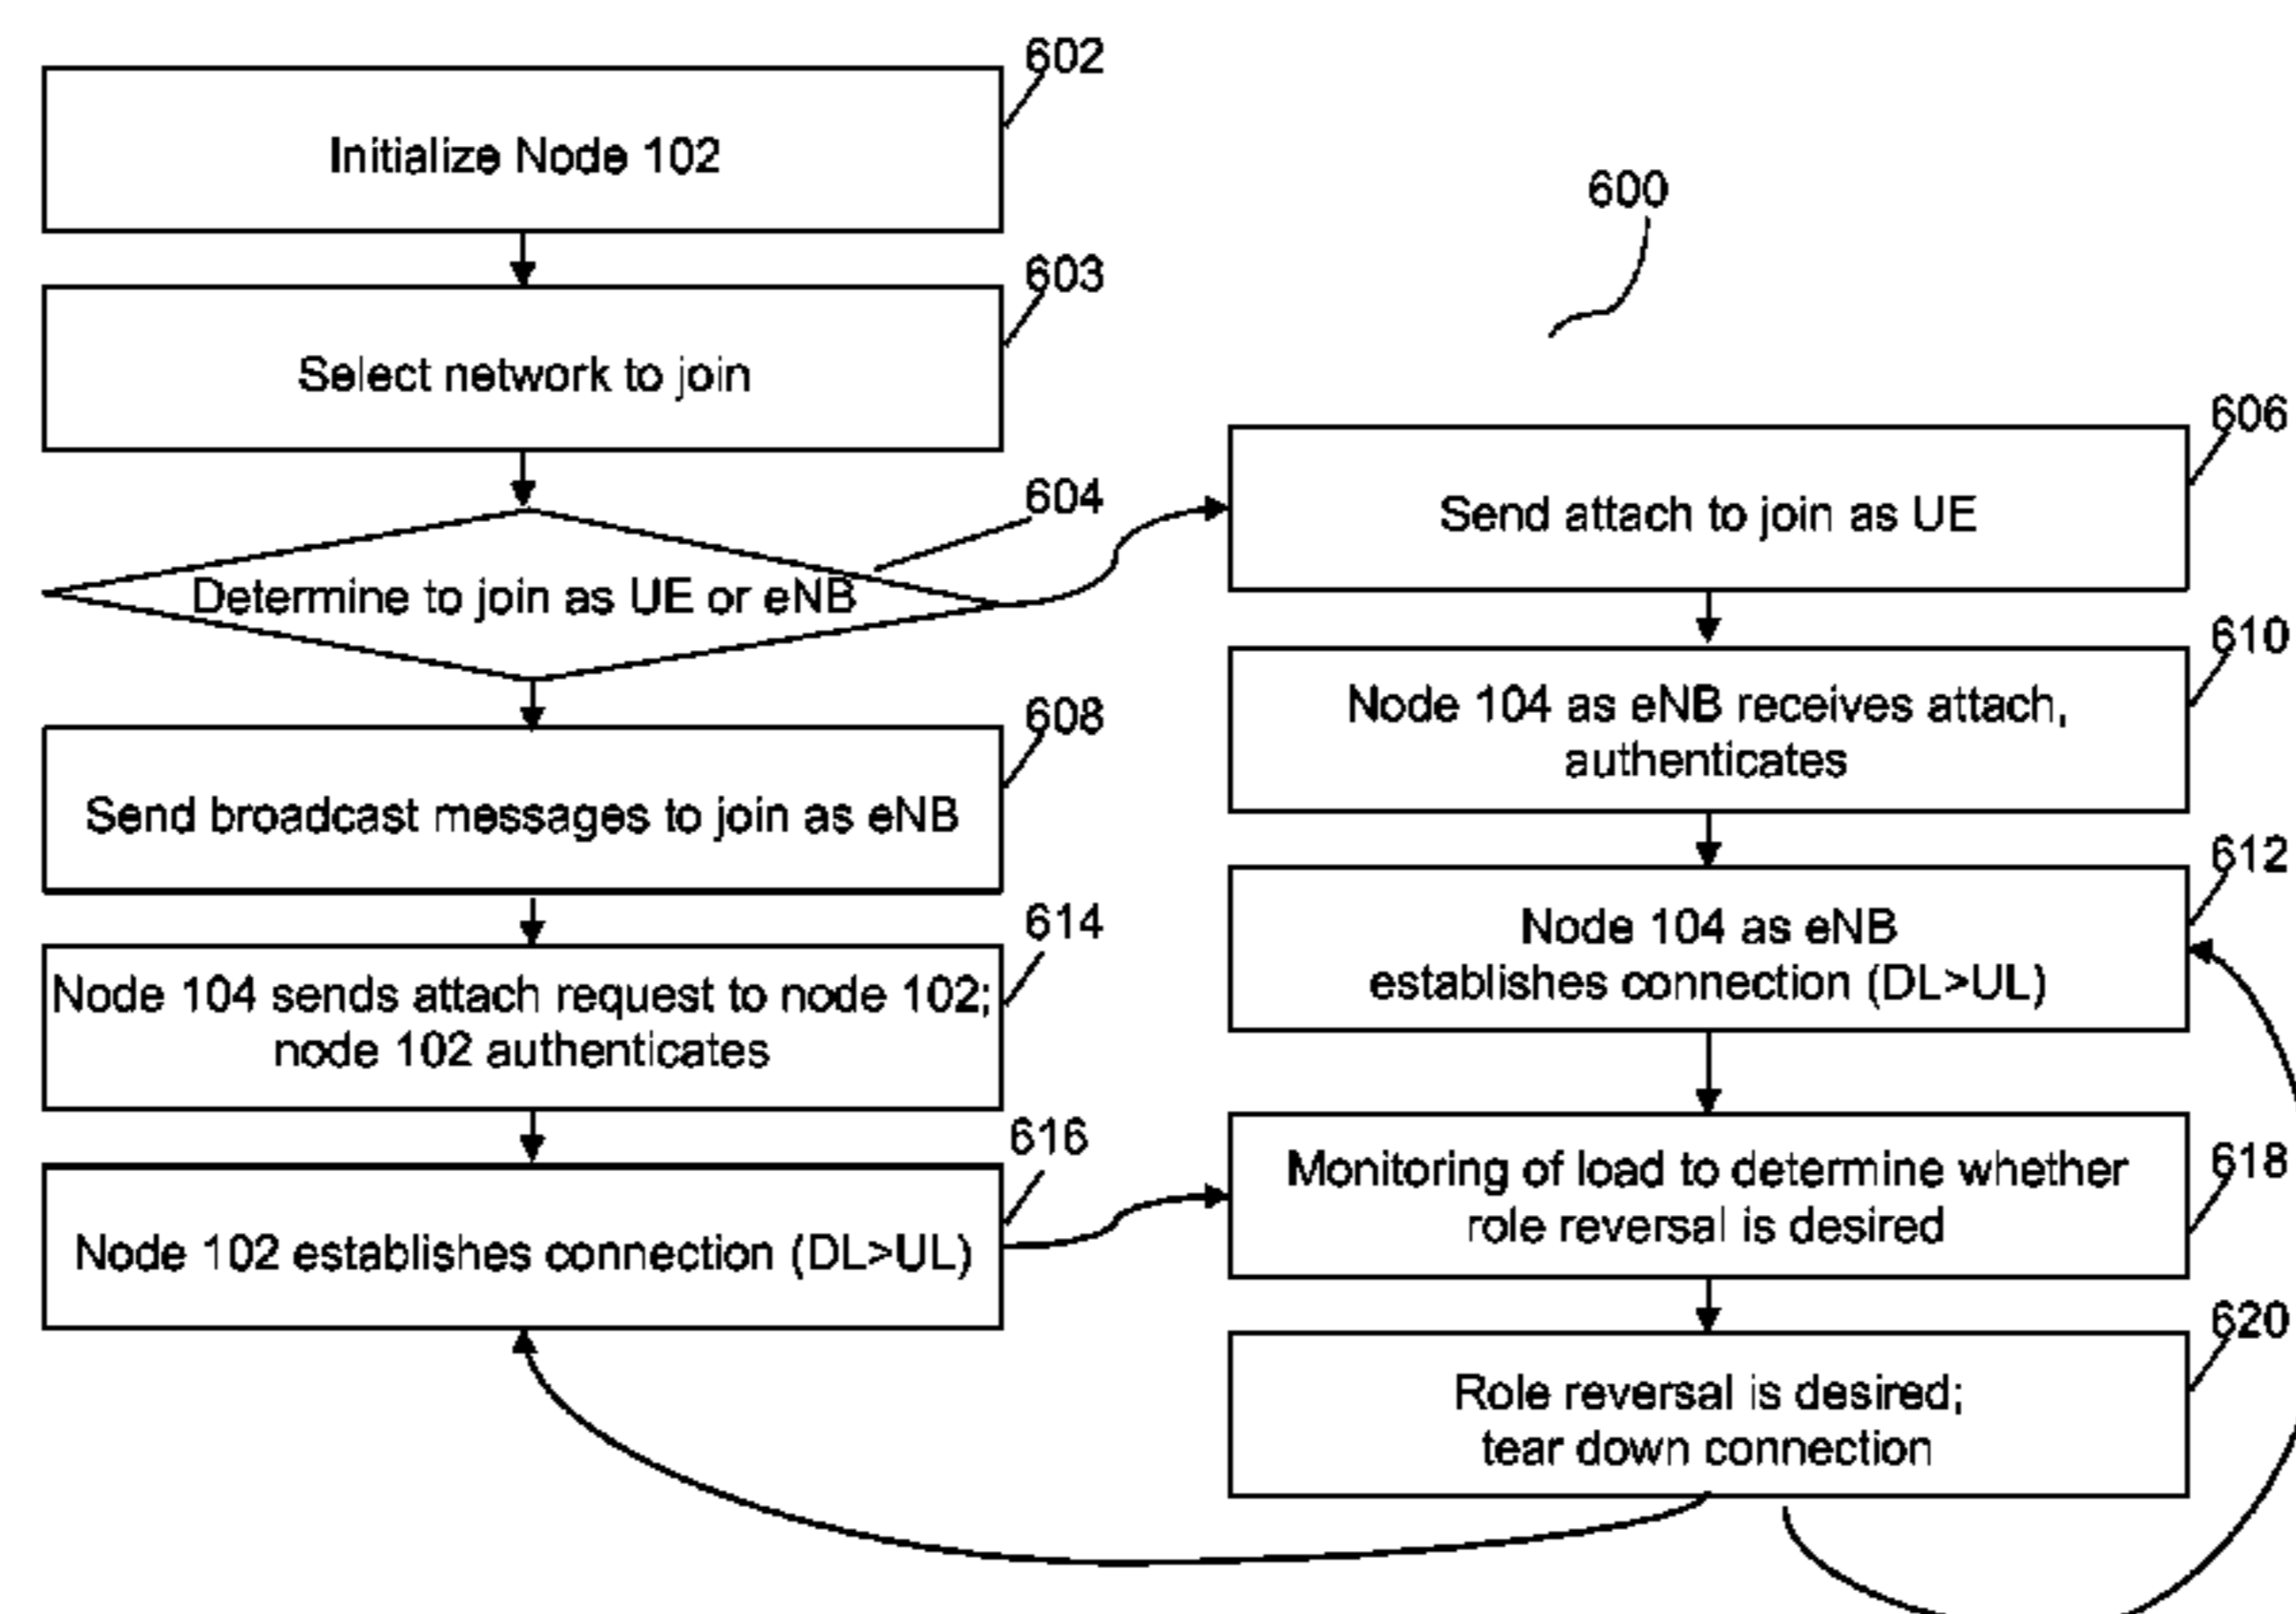 602
Initialize Node 102
603
Select network to join
604
Determine to join as UE or eNB
608
Send broadcast messages to join as eNB
614
Node 104 sends attach request to node 102;
node 102 authenticates
616
Node 102 establishes connection (DL>UL)
600
606
Send attach to join as UE
610
Node 104 as eNB receives attach,
authenticates
612
Node 104 as eNB
establishes connection (DL>UL)
618
Monitoring of load to determine whether
role reversal is desired
620
Role reversal is desired;
tear down connection